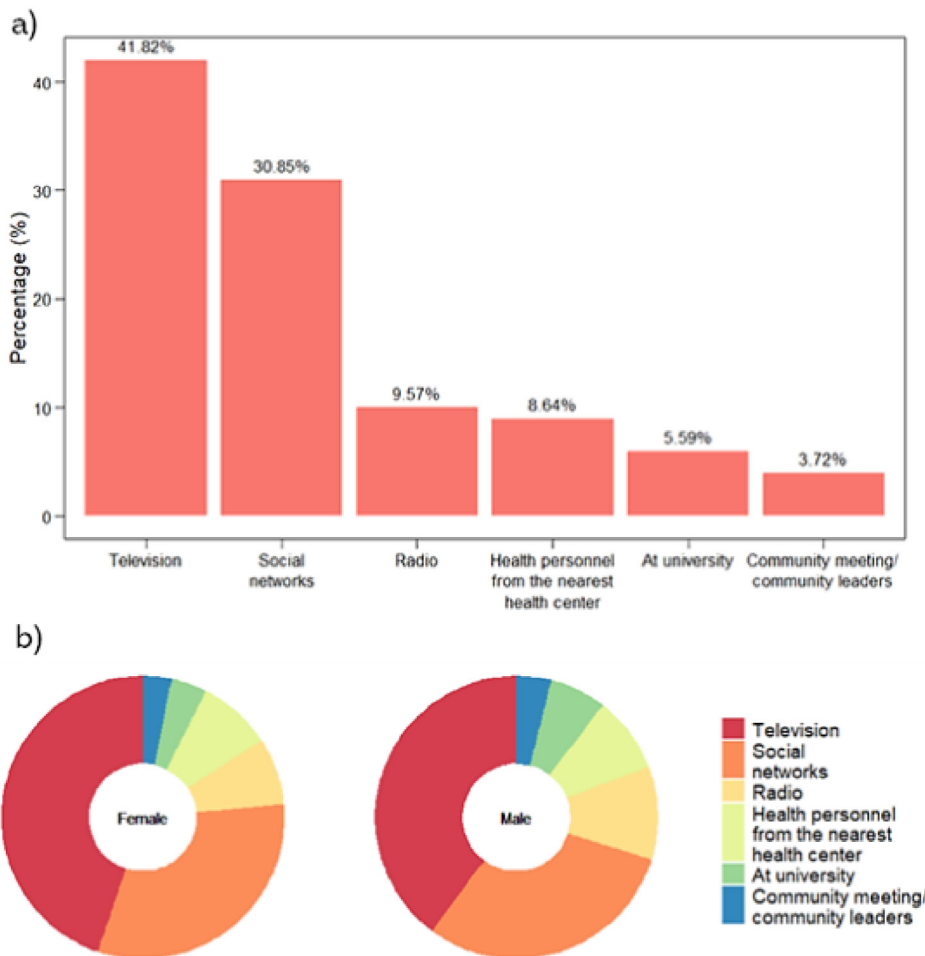 a)
41.82%
40
30.85%
30
Percentage (%)
20
9.57%
8.64%
10
5.59%
3.72%
0
Television
Social
networks
Radio
Health personnel
from the nearest
health center
At university
Community meeting/
community leaders
b)
Female
Male
Television
Social
networks
Radio
Health personnel
from the nearest
health center
At university
Community meeting/
community leaders